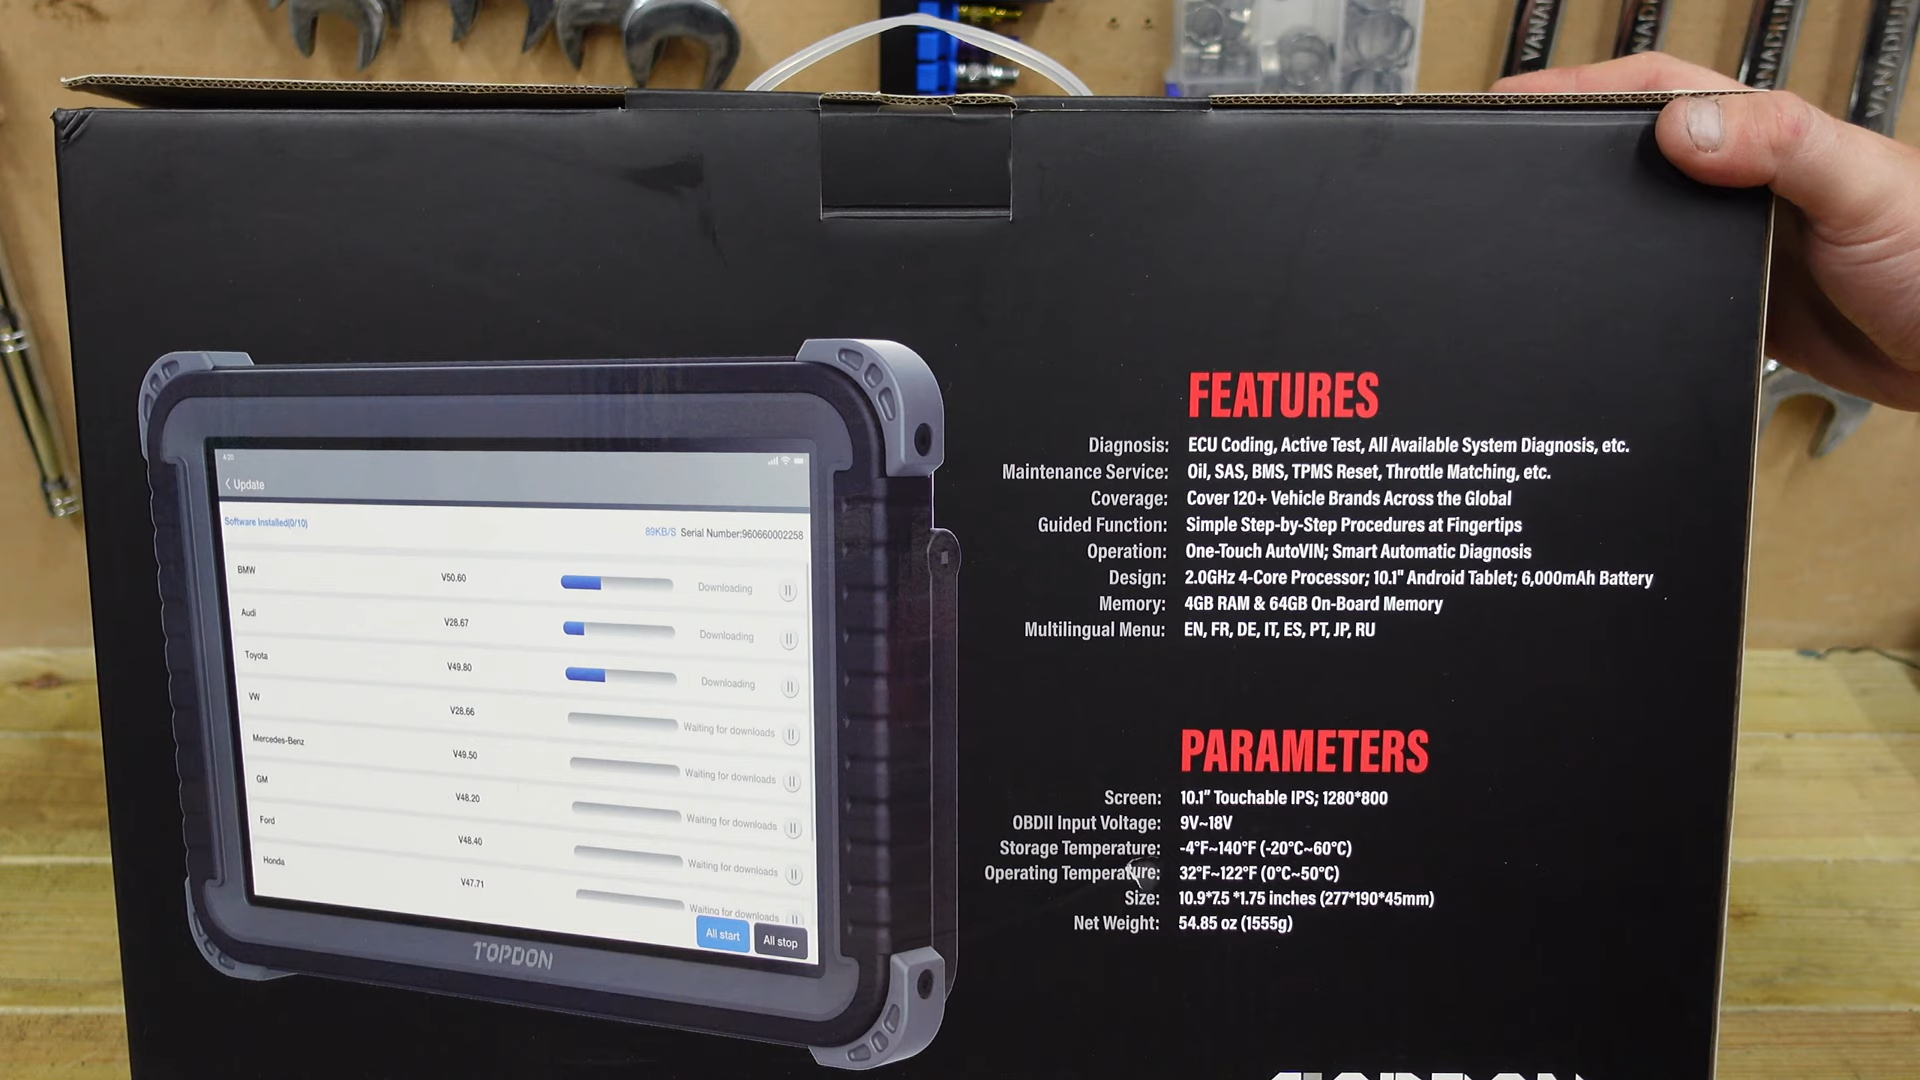 VANADIUM
VANADIUM
4:20
< Update
Software Installed(0/10)
89KB/S Serial Number:960660002258
BMW V50.60 Downloading
Audi V28.67 Downloading
Toyota V49.80 Downloading
VW V28.66 Waiting for downloads
Mercedes-Benz V49.50 Waiting for downloads
GM V48.20 Waiting for downloads
Ford V48.40 Waiting for downloads
Honda V47.71 Waiting for downloads
All start All stop
TOPDON
FEATURES
Diagnosis: ECU Coding, Active Test, All Available System Diagnosis, etc.
Maintenance Service: Oil, SAS, BMS, TPMS Reset, Throttle Matching, etc.
Coverage: Cover 120+ Vehicle Brands Across the Global
Guided Function: Simple Step-by-Step Procedures at Fingertips
Operation: One-Touch AutoVIN; Smart Automatic Diagnosis
Design: 2.0GHz 4-Core Processor; 10.1" Android Tablet; 6,000mAh Battery
Memory: 4GB RAM & 64GB On-Board Memory
Multilingual Menu: EN, FR, DE, IT, ES, PT, JP, RU
PARAMETERS
Screen: 10.1" Touchable IPS; 1280*800
OBDII Input Voltage: 9V~18V
Storage Temperature: -4°F~140°F (-20°C~60°C)
Operating Temperature: 32°F~122°F (0°C~50°C)
Size: 10.9*7.5 *1.75 inches (277*190*45mm)
Net Weight: 54.85 oz (1555g)